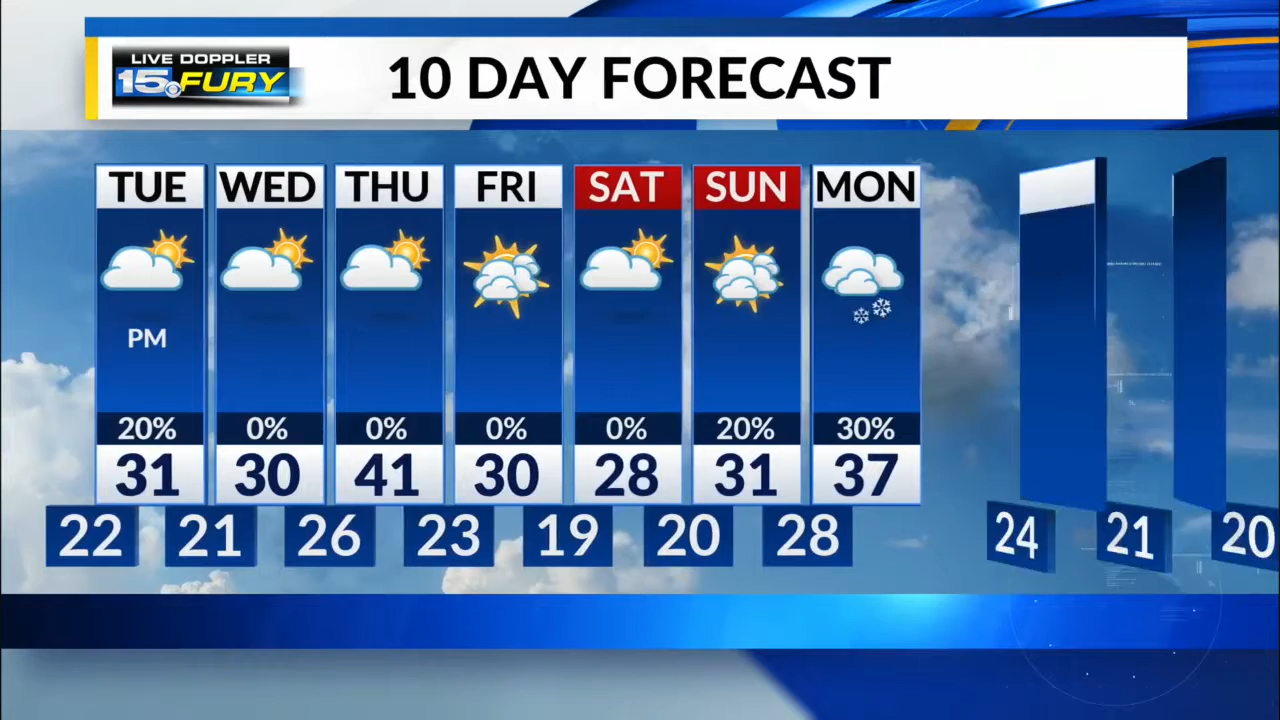 LIVE DOPPLER
15 FURY
10 DAY FORECAST
TUE WED THU FRI SAT SUN MON
PM
20% 0% 0% 0% 0% 20% 30%
31 30 41 30 28 31 37
22 21 26 23 19 20 28 24 21 20